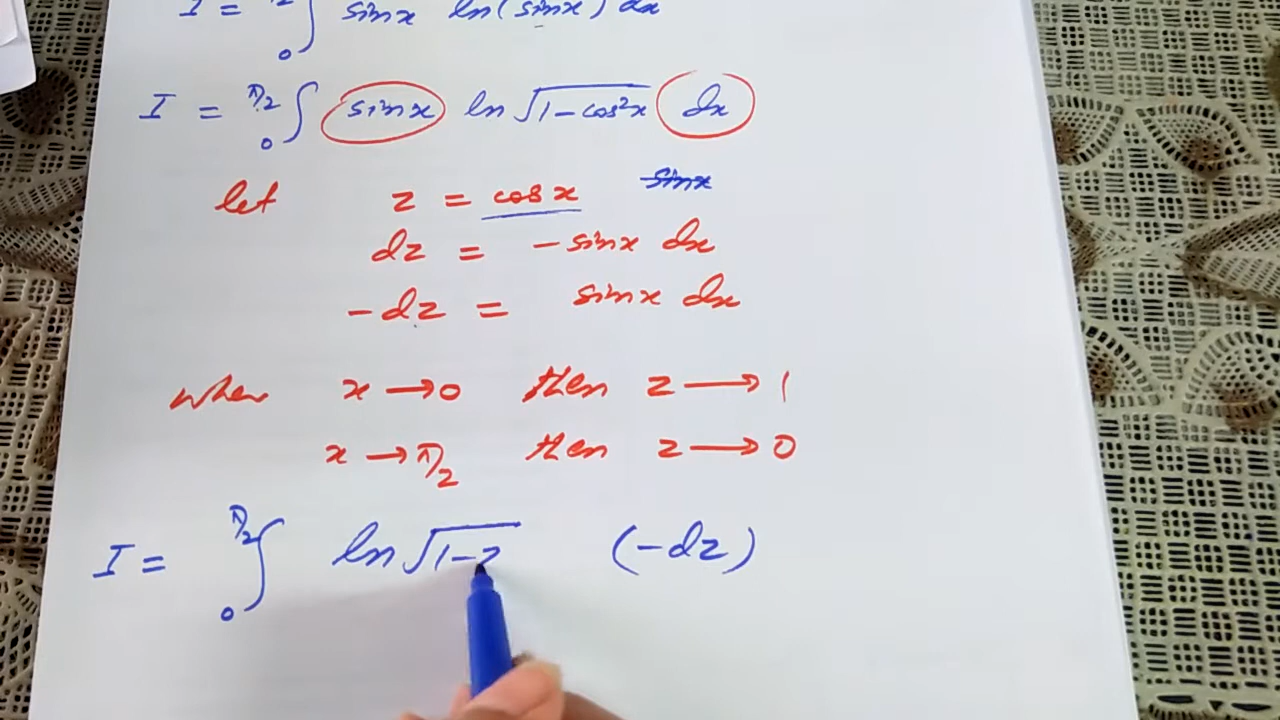 I = π/2 ∫ 0 sinx ln(sinx) dx
I = π/2 ∫ 0 sinx ln √(1-cos²x) dx
let z = cos x sinx
dz = - sinx dx
-dz = sinx dx
when x → 0 then z → 1
x → π/2 then z → 0
I = π/2 ∫ 0 ln √(1-z (-dz)